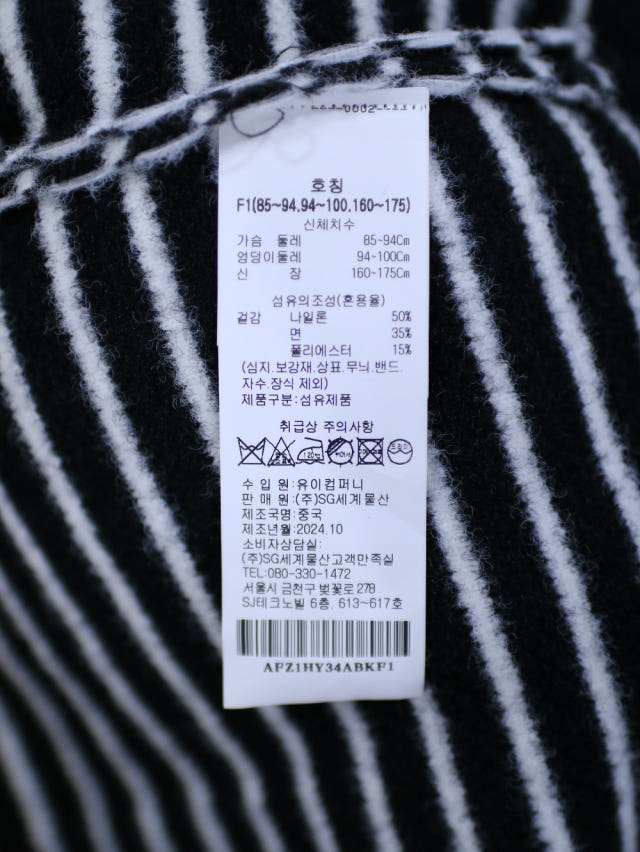 호칭
F1(85~94.94~100.160~175)
신체치수
가슴 둘레 85~94Cm
엉덩이둘레 94~100Cm
신 장 160~175Cm
섬유의조성(혼용율)
겉감 나일론 50%
면 35%
폴리에스터 15%
(심지.보강재.상표.무늬.밴드.
자수.장식 제외)
제품구분:섬유제품
취급상 주의사항
수 입 원:유이컴퍼니
판 매 원:(주)SG세계물산
제조국명:중국
제조년월:2024.10
소비자상담실:
(주)SG세계물산고객만족실
TEL:080-330-1472
서울시 금천구 벚꽃로 278
SJ테크노빌 6층, 613~617호
AFZ1HY34ABKF1